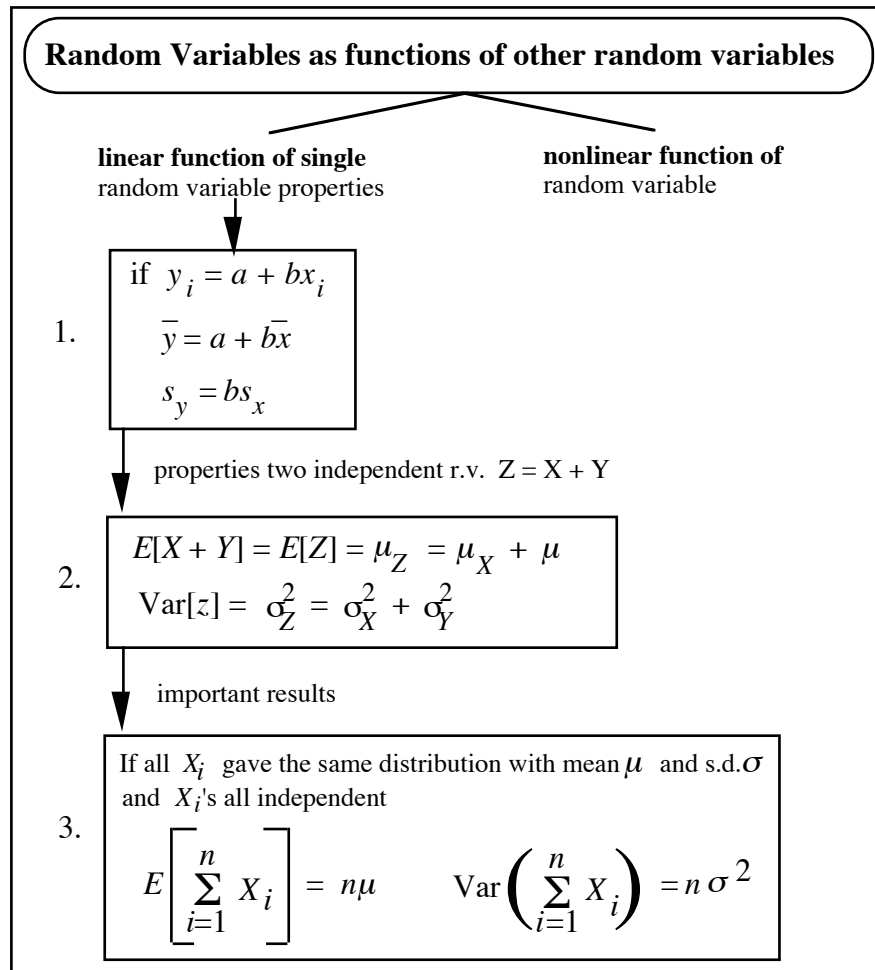 Random Variables as functions of other random variables
linear function of single
random variable properties
nonlinear function of
random variable
1.
if y_i = a + bx_i
y̅ = a + bx̅
s_y = bs_x
properties two independent r.v. Z = X + Y
2.
E[X + Y] = E[Z] = μ_Z = μ_X + μ
Var[z] = σ_Z^2 = σ_X^2 + σ_Y^2
important results
3.
If all X_i gave the same distribution with mean μ and s.d. σ
and X_i's all independent
E[∑_{i=1}^{n} X_i] = nμ
Var(∑_{i=1}^{n} X_i) = n σ^2